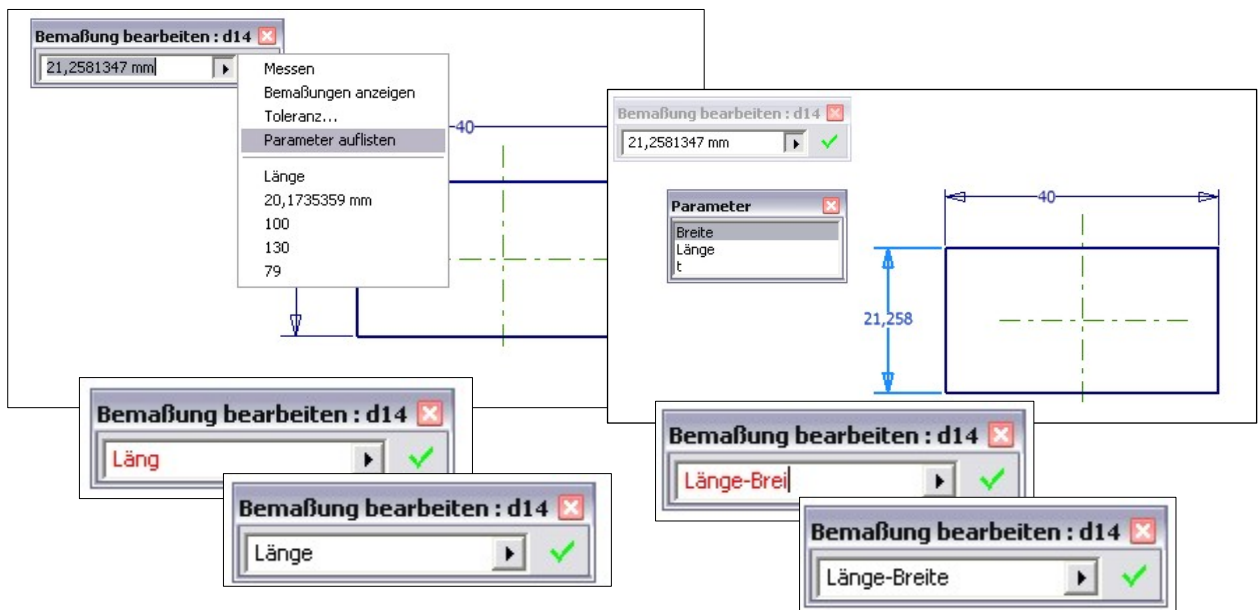 Bemaßung bearbeiten : d14
21,2581347 mm
Messen
Bemaßungen anzeigen
Toleranz...
Parameter auflisten
Länge
20,1735359 mm
100
130
79
40
Bemaßung bearbeiten : d14
21,2581347 mm
Parameter
Breite
Länge
t
40
21,258
Bemaßung bearbeiten : d14
Läng
Bemaßung bearbeiten : d14
Länge
Bemaßung bearbeiten : d14
Länge-Brei
Bemaßung bearbeiten : d14
Länge-Breite